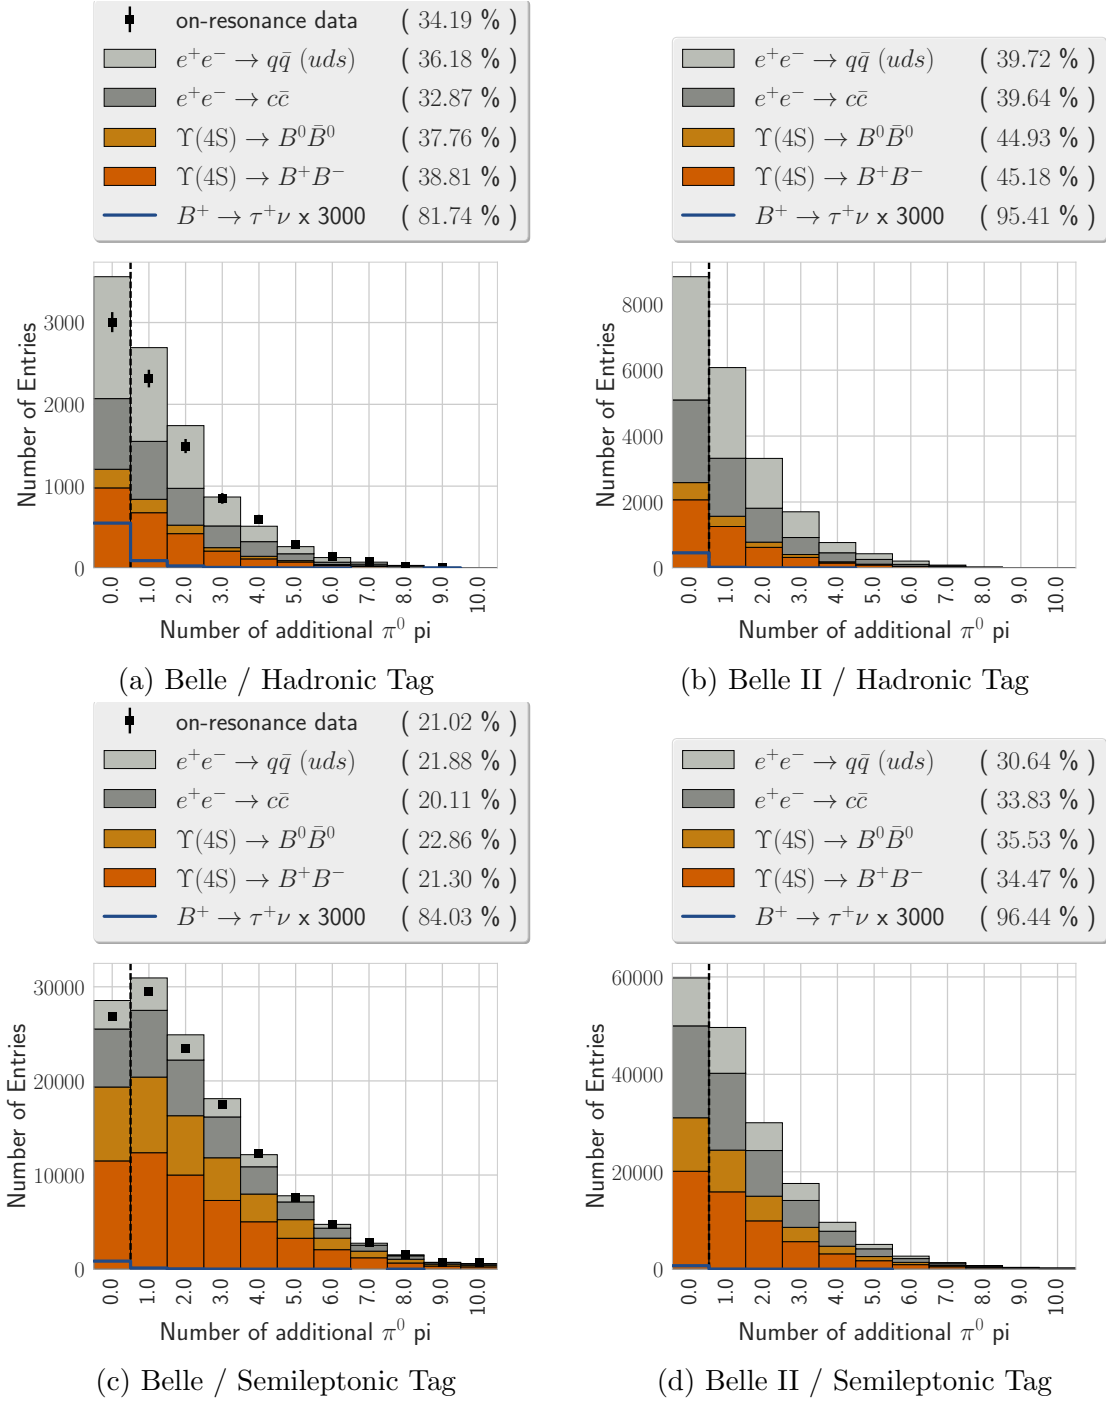 on-resonance data ( 34.19 % )
e⁺e⁻ → qq̄ (uds) ( 36.18 % )
e⁺e⁻ → cc̄ ( 32.87 % )
ϒ(4S) → B⁰B̄⁰ ( 37.76 % )
ϒ(4S) → B⁺B⁻ ( 38.81 % )
B⁺ → τ⁺ν x 3000 ( 81.74 % )
Number of Entries
3000
2000
1000
0
0.0 1.0 2.0 3.0 4.0 5.0 6.0 7.0 8.0 9.0 10.0
Number of additional π⁰ pi
(a) Belle / Hadronic Tag
e⁺e⁻ → qq̄ (uds) ( 39.72 % )
e⁺e⁻ → cc̄ ( 39.64 % )
ϒ(4S) → B⁰B̄⁰ ( 44.93 % )
ϒ(4S) → B⁺B⁻ ( 45.18 % )
B⁺ → τ⁺ν x 3000 ( 95.41 % )
Number of Entries
8000
6000
4000
2000
0
0.0 1.0 2.0 3.0 4.0 5.0 6.0 7.0 8.0 9.0 10.0
Number of additional π⁰ pi
(b) Belle II / Hadronic Tag
on-resonance data ( 21.02 % )
e⁺e⁻ → qq̄ (uds) ( 21.88 % )
e⁺e⁻ → cc̄ ( 20.11 % )
ϒ(4S) → B⁰B̄⁰ ( 22.86 % )
ϒ(4S) → B⁺B⁻ ( 21.30 % )
B⁺ → τ⁺ν x 3000 ( 84.03 % )
Number of Entries
30000
20000
10000
0
0.0 1.0 2.0 3.0 4.0 5.0 6.0 7.0 8.0 9.0 10.0
Number of additional π⁰ pi
(c) Belle / Semileptonic Tag
e⁺e⁻ → qq̄ (uds) ( 30.64 % )
e⁺e⁻ → cc̄ ( 33.83 % )
ϒ(4S) → B⁰B̄⁰ ( 35.53 % )
ϒ(4S) → B⁺B⁻ ( 34.47 % )
B⁺ → τ⁺ν x 3000 ( 96.44 % )
Number of Entries
60000
40000
20000
0
0.0 1.0 2.0 3.0 4.0 5.0 6.0 7.0 8.0 9.0 10.0
Number of additional π⁰ pi
(d) Belle II / Semileptonic Tag